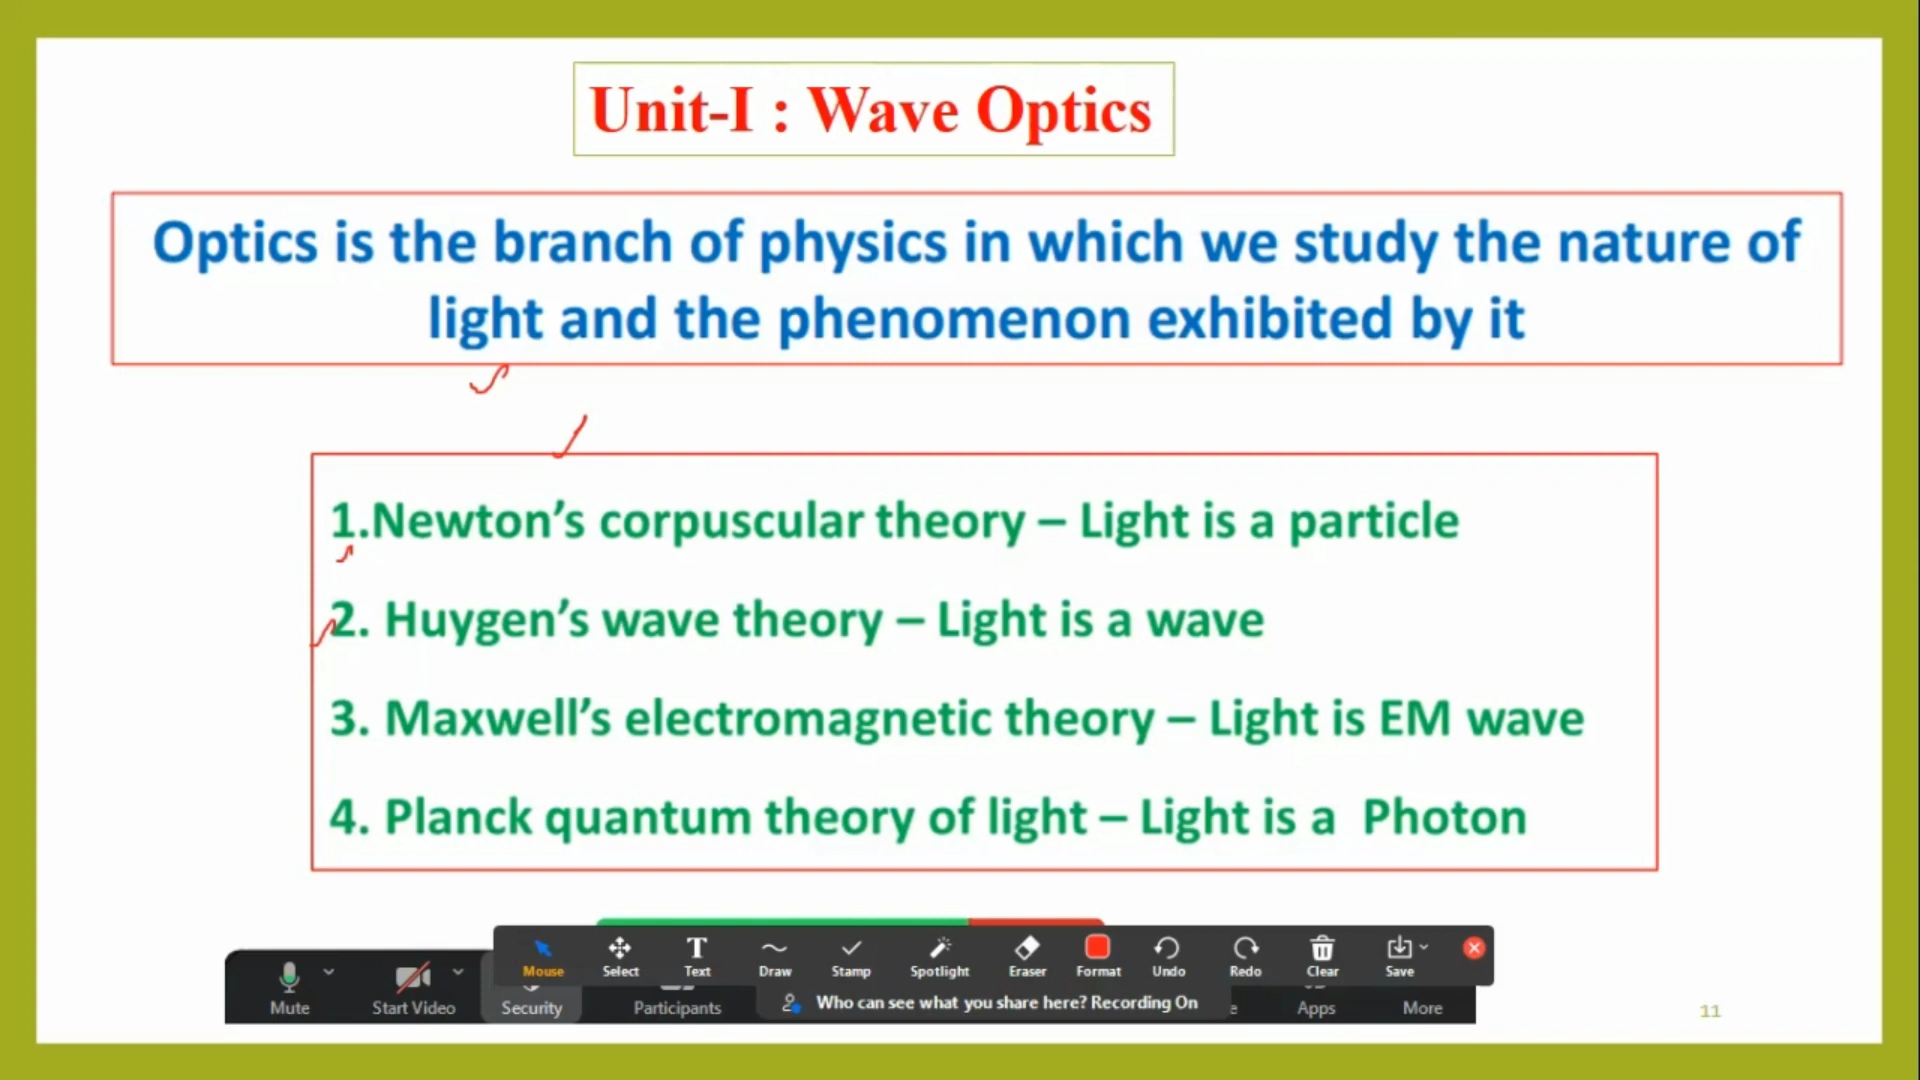 Unit-I : Wave Optics
Optics is the branch of physics in which we study the nature of
light and the phenomenon exhibited by it
1.Newton’s corpuscular theory – Light is a particle
2. Huygen’s wave theory – Light is a wave
3. Maxwell’s electromagnetic theory – Light is EM wave
4. Planck quantum theory of light – Light is a  Photon
Mouse Select Text Draw Stamp Spotlight Eraser Format Undo Redo Clear Save
Who can see what you share here? Recording On
Mute Start Video Security Participants Apps More
11